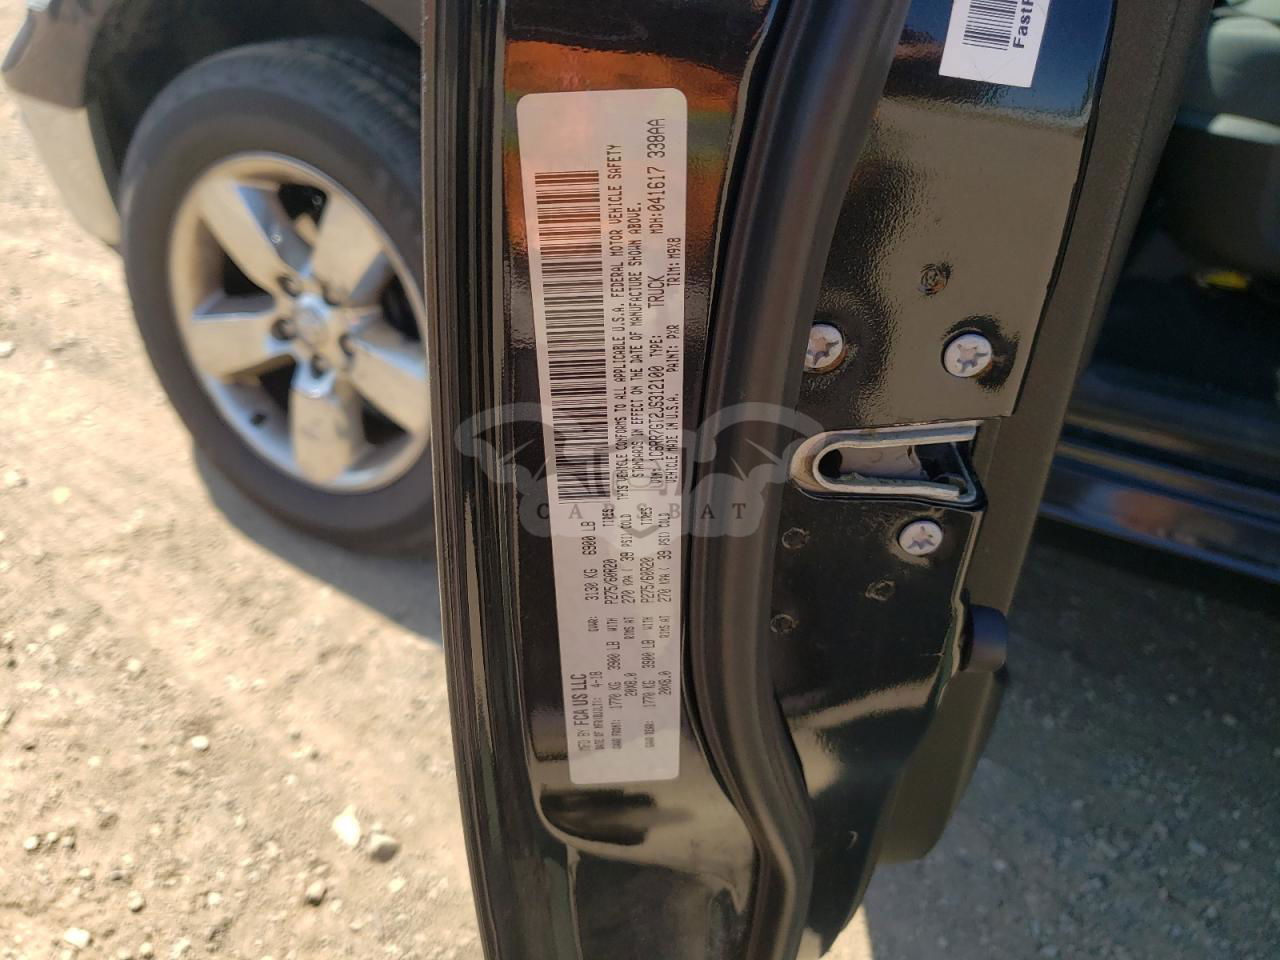 MFD BY FCA US LLC
DATE OF MFR(BUILT): 4-18 GVWR: 3130 KG 6900 LB
GAWR FRONT: 1770 KG 3900 LB WITH P275/60R20 TIRES
20X8.0 RIMS AT 270 KPA ( 39 PSI) COLD
GAWR REAR: 1770 KG 3900 LB WITH P275/60R20 TIRES
20X8.0 RIMS AT 270 KPA ( 39 PSI) COLD
THIS VEHICLE CONFORMS TO ALL APPLICABLE U.S.A. FEDERAL MOTOR VEHICLE SAFETY
STANDARDS IN EFFECT ON THE DATE OF MANUFACTURE SHOWN ABOVE.
TYPE: TRUCK MDH:041617 338AA
VEHICLE MADE IN U.S.A. PAINT: PXR TRIM: M9X8
CARSBAT